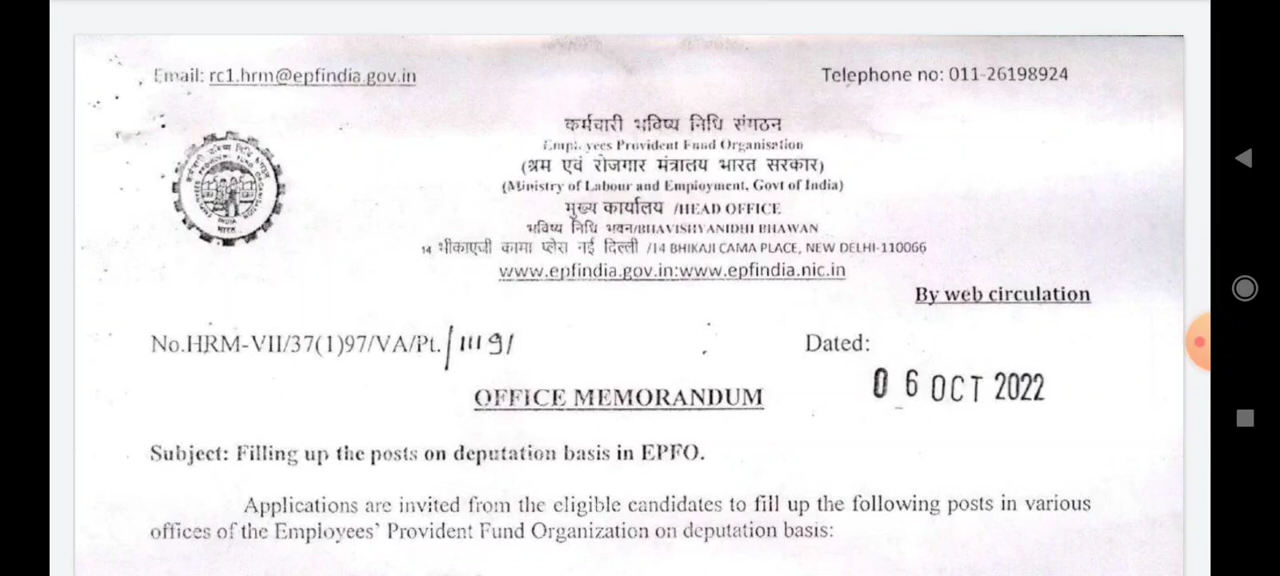 Email: rc1.hrm@epfindia.gov.in
Telephone no: 011-26198924
कर्मचारी भविष्य निधि संगठन
Employees Provident Fund Organisation
(श्रम एवं रोजगार मंत्रालय भारत सरकार)
(Ministry of Labour and Employment, Govt of India)
मुख्य कार्यालय /HEAD OFFICE
भविष्य निधि भवन/BHAVISHYANIDHI BHAWAN
14 भीकाएजी कामा प्लेस नई दिल्ली /14 BHIKAJI CAMA PLACE, NEW DELHI-110066
www.epfindia.gov.in:www.epfindia.nic.in
By web circulation
No.HRM-VII/37(1)97/VA/Pt./
Dated:
06 OCT 2022
OFFICE MEMORANDUM
Subject: Filling up the posts on deputation basis in EPFO.
Applications are invited from the eligible candidates to fill up the following posts in various
offices of the Employees' Provident Fund Organization on deputation basis: